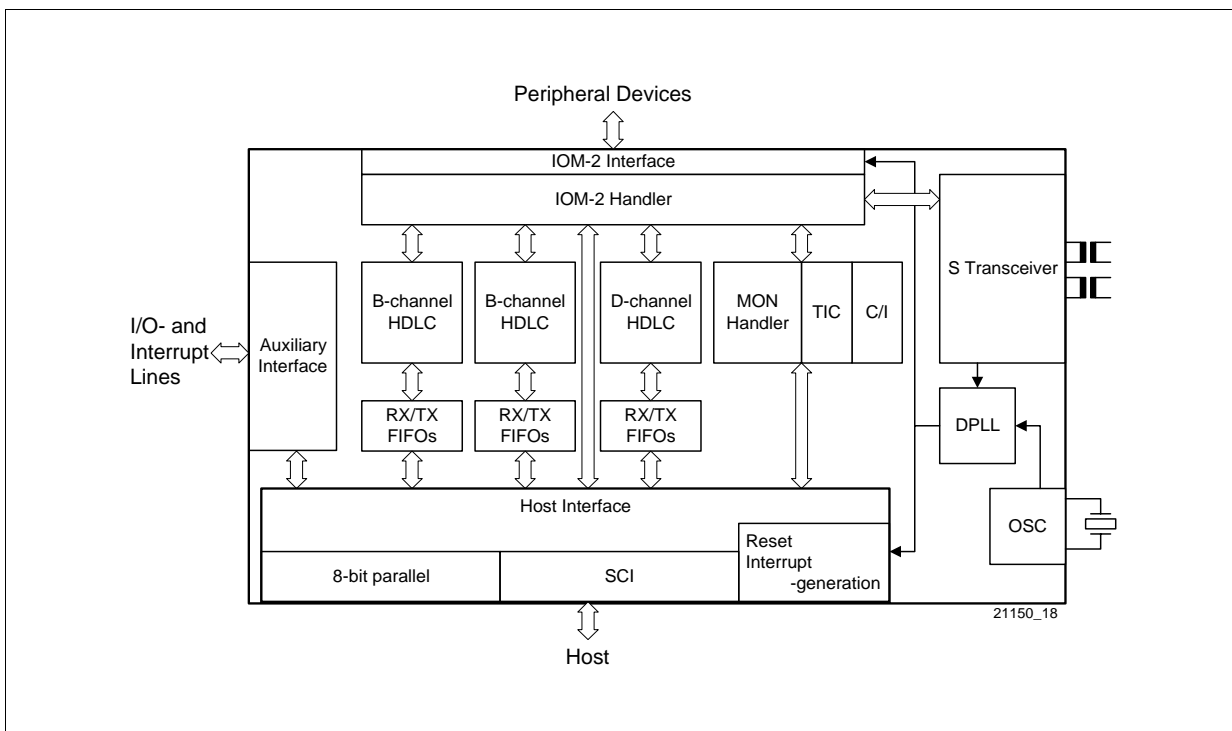 Peripheral Devices
IOM-2 Interface
IOM-2 Handler
I/O- and
Interrupt
Lines
Auxiliary
Interface
B-channel
HDLC
B-channel
HDLC
D-channel
HDLC
MON
Handler
TIC
C/I
S Transceiver
RX/TX
FIFOs
RX/TX
FIFOs
RX/TX
FIFOs
DPLL
OSC
Host Interface
8-bit parallel
SCI
Reset
Interrupt
-generation
21150_18
Host